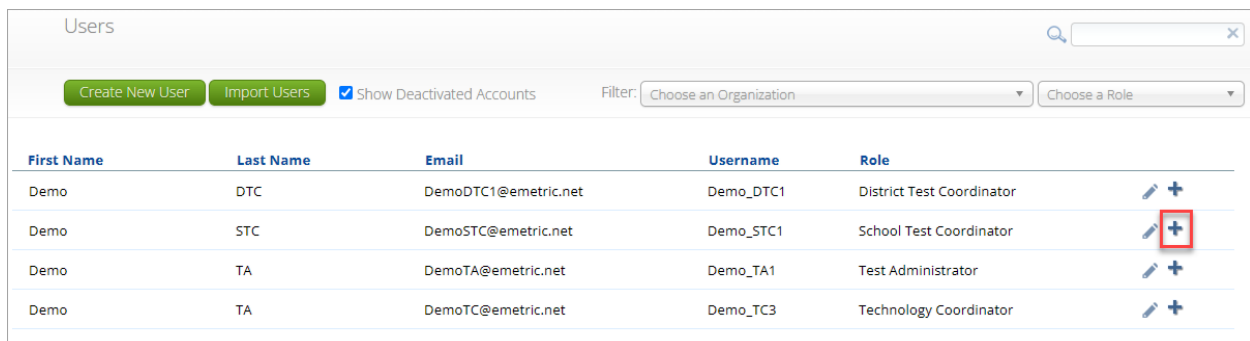 Users
Create New User Import Users Show Deactivated Accounts Filter: Choose an Organization Choose a Role
First Name Last Name Email Username Role
Demo DTC DemoDTC1@emetric.net Demo_DTC1 District Test Coordinator
Demo STC DemoSTC@emetric.net Demo_STC1 School Test Coordinator
Demo TA DemoTA@emetric.net Demo_TA1 Test Administrator
Demo TA DemoTC@emetric.net Demo_TC3 Technology Coordinator